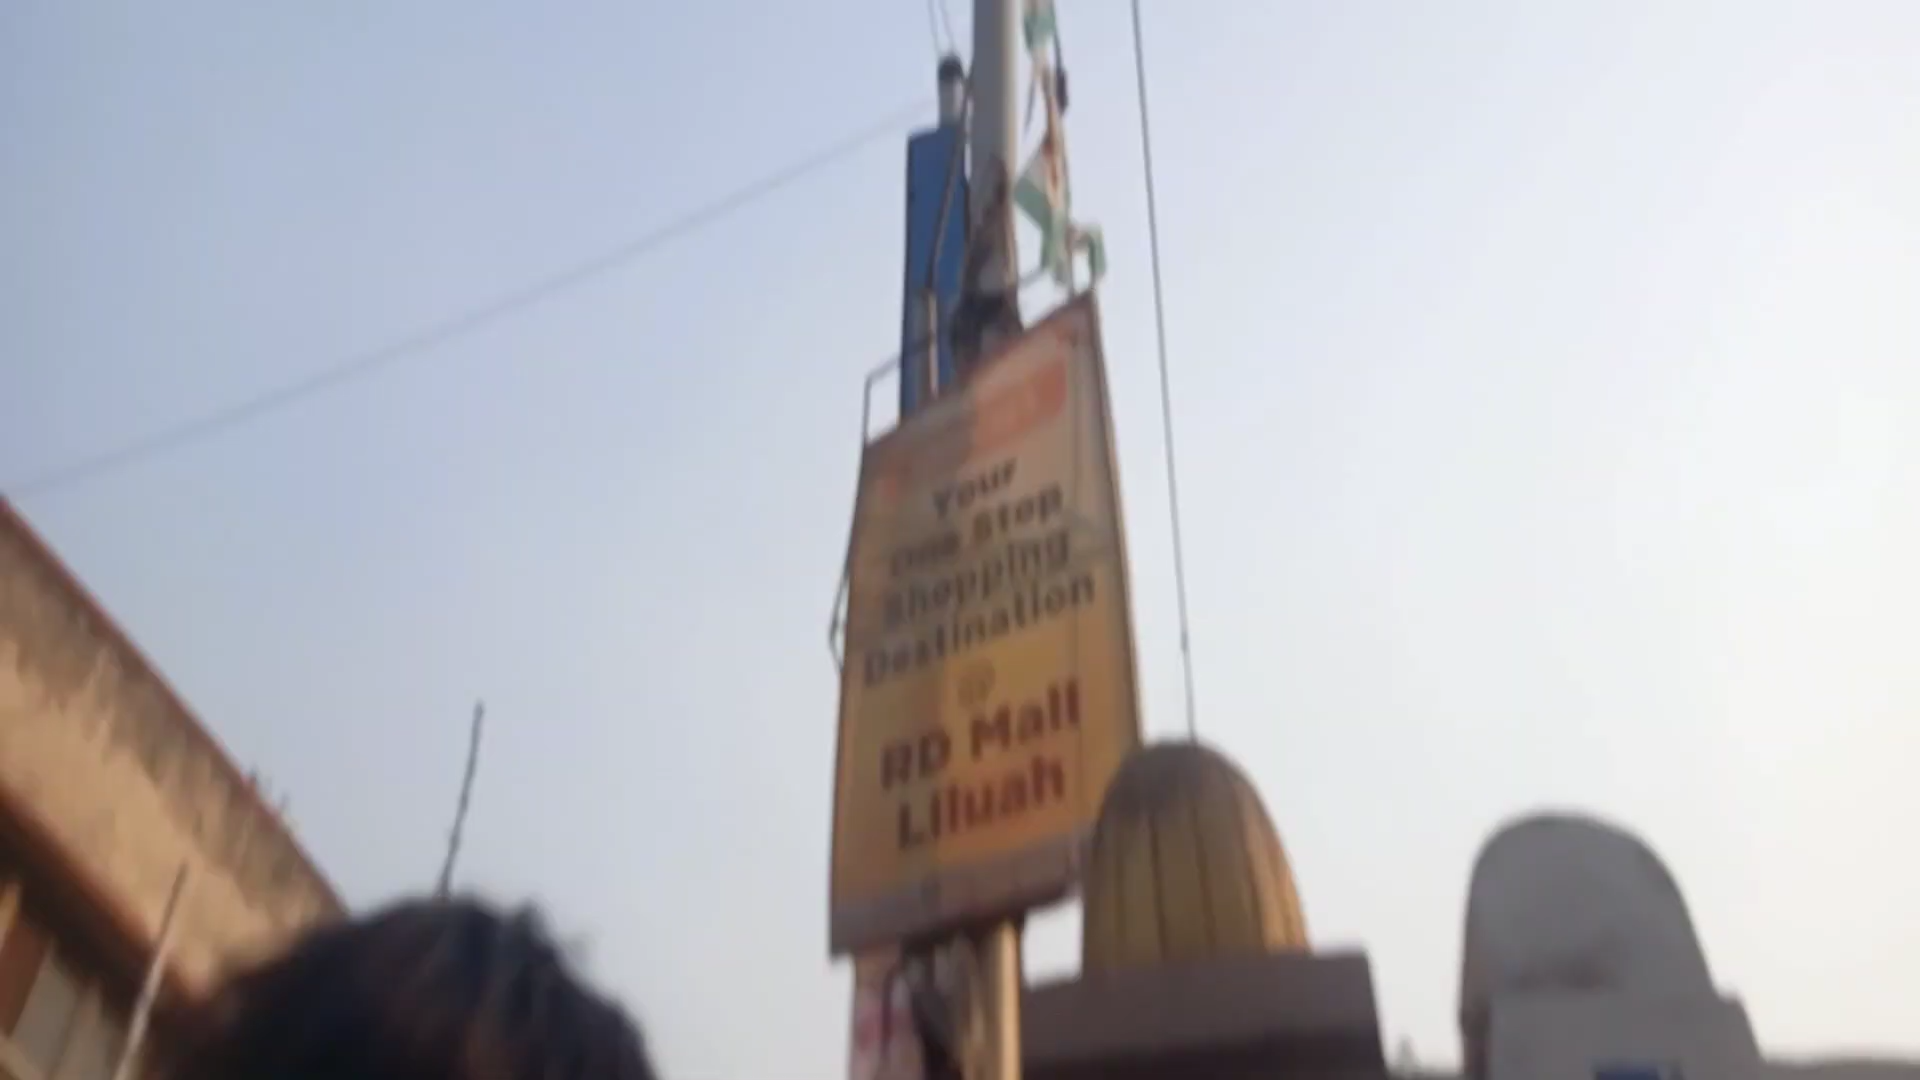 Your
One Stop
Shopping
Destination
@
RD Mall
Liluah